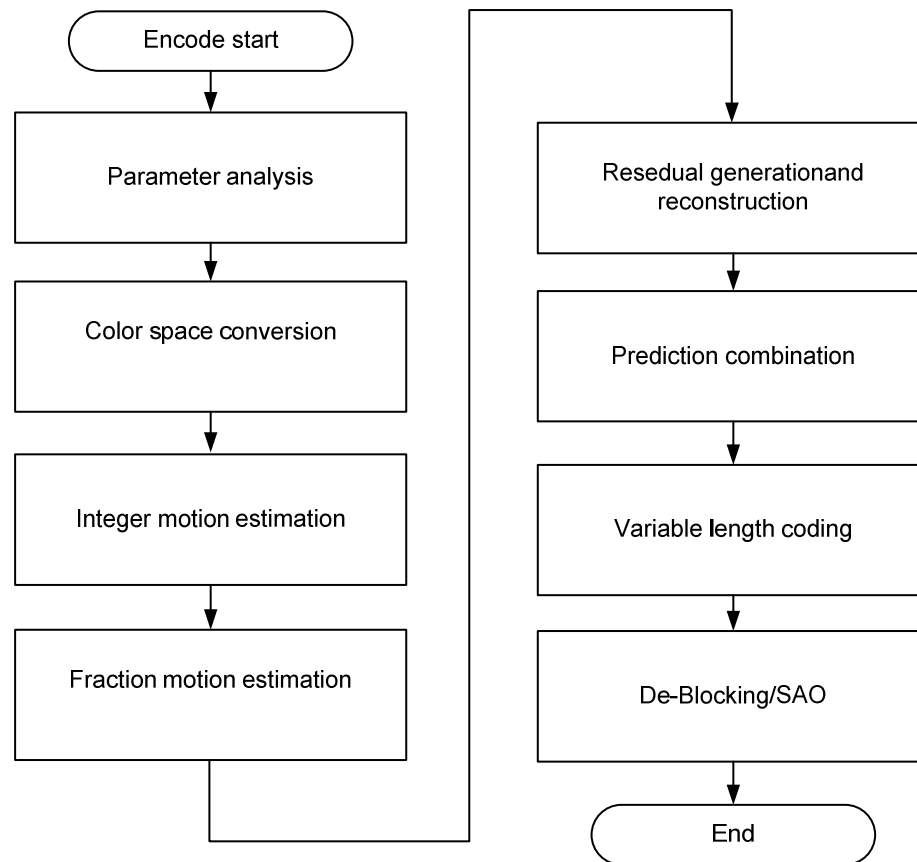 Encode start
Parameter analysis
Color space conversion
Integer motion estimation
Fraction motion estimation
Resedual generationand
reconstruction
Prediction combination
Variable length coding
De-Blocking/SAO
End